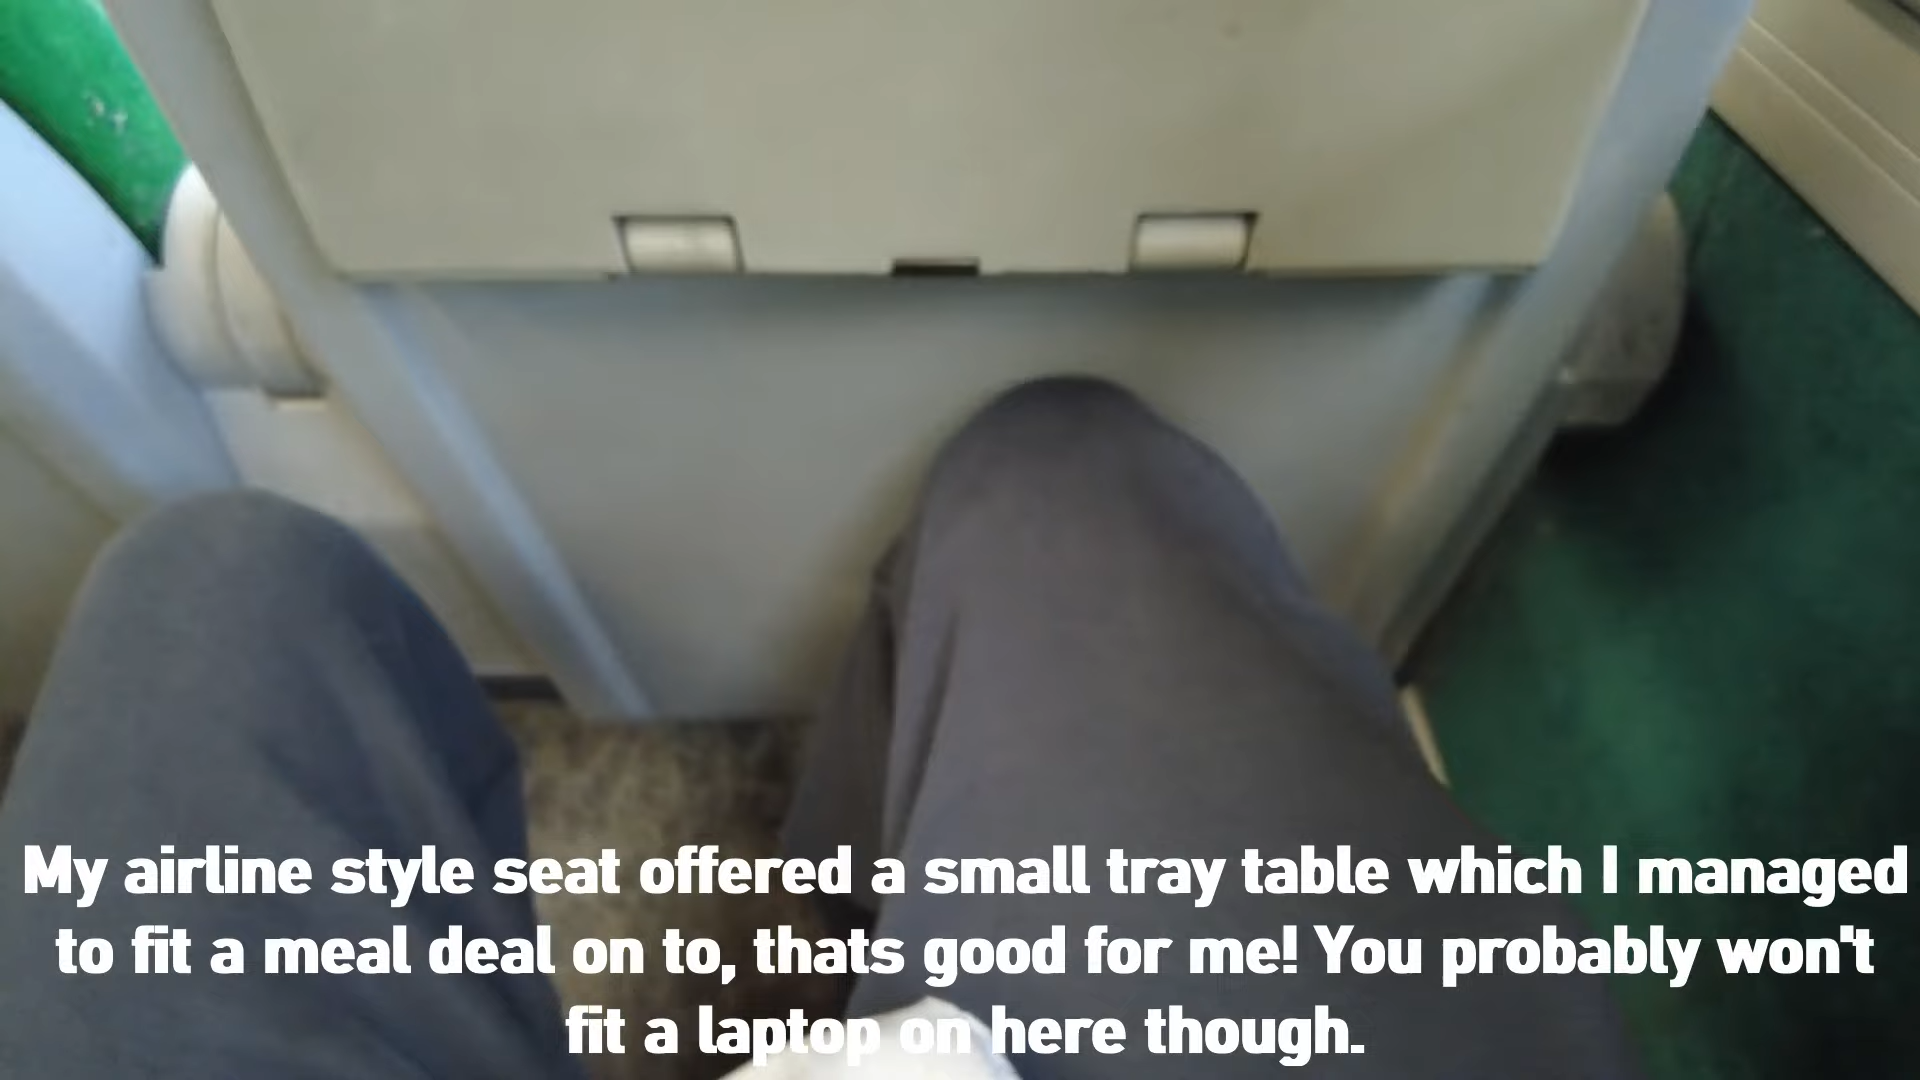 My airline style seat offered a small tray table which I managed
to fit a meal deal on to, thats good for me! You probably won't
fit a laptop on here though.